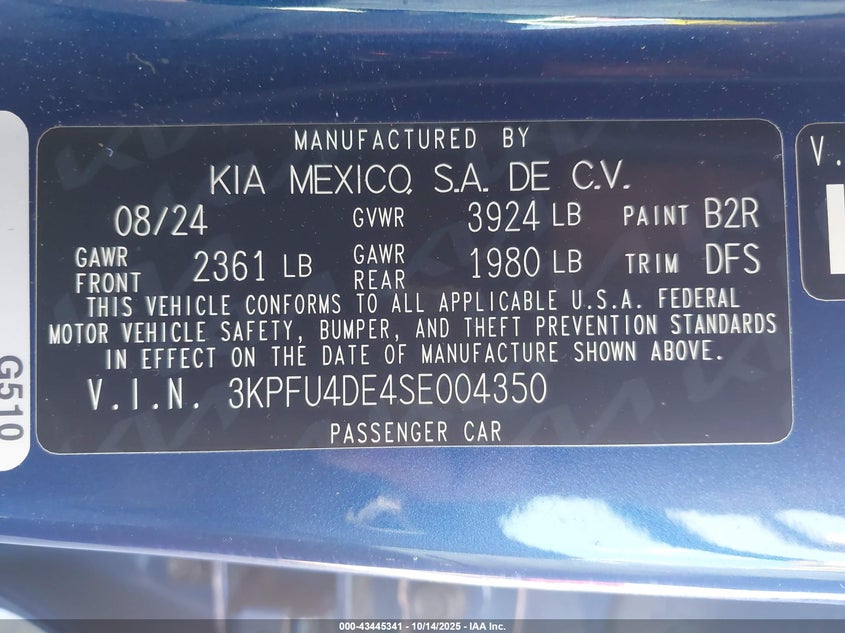 MANUFACTURED BY
KIA MEXICO, S.A. DE C.V.
08/24 GVWR 3924 LB PAINT B2R
GAWR FRONT 2361 LB GAWR REAR 1980 LB TRIM DFS
THIS VEHICLE CONFORMS TO ALL APPLICABLE U.S.A. FEDERAL
MOTOR VEHICLE SAFETY, BUMPER, AND THEFT PREVENTION STANDARDS
IN EFFECT ON THE DATE OF MANUFACTURE SHOWN ABOVE.
V.I.N. 3KPFU4DE4SE004350
PASSENGER CAR
G510
V.
000-43445341 | 10/14/2025 - IAA Inc.